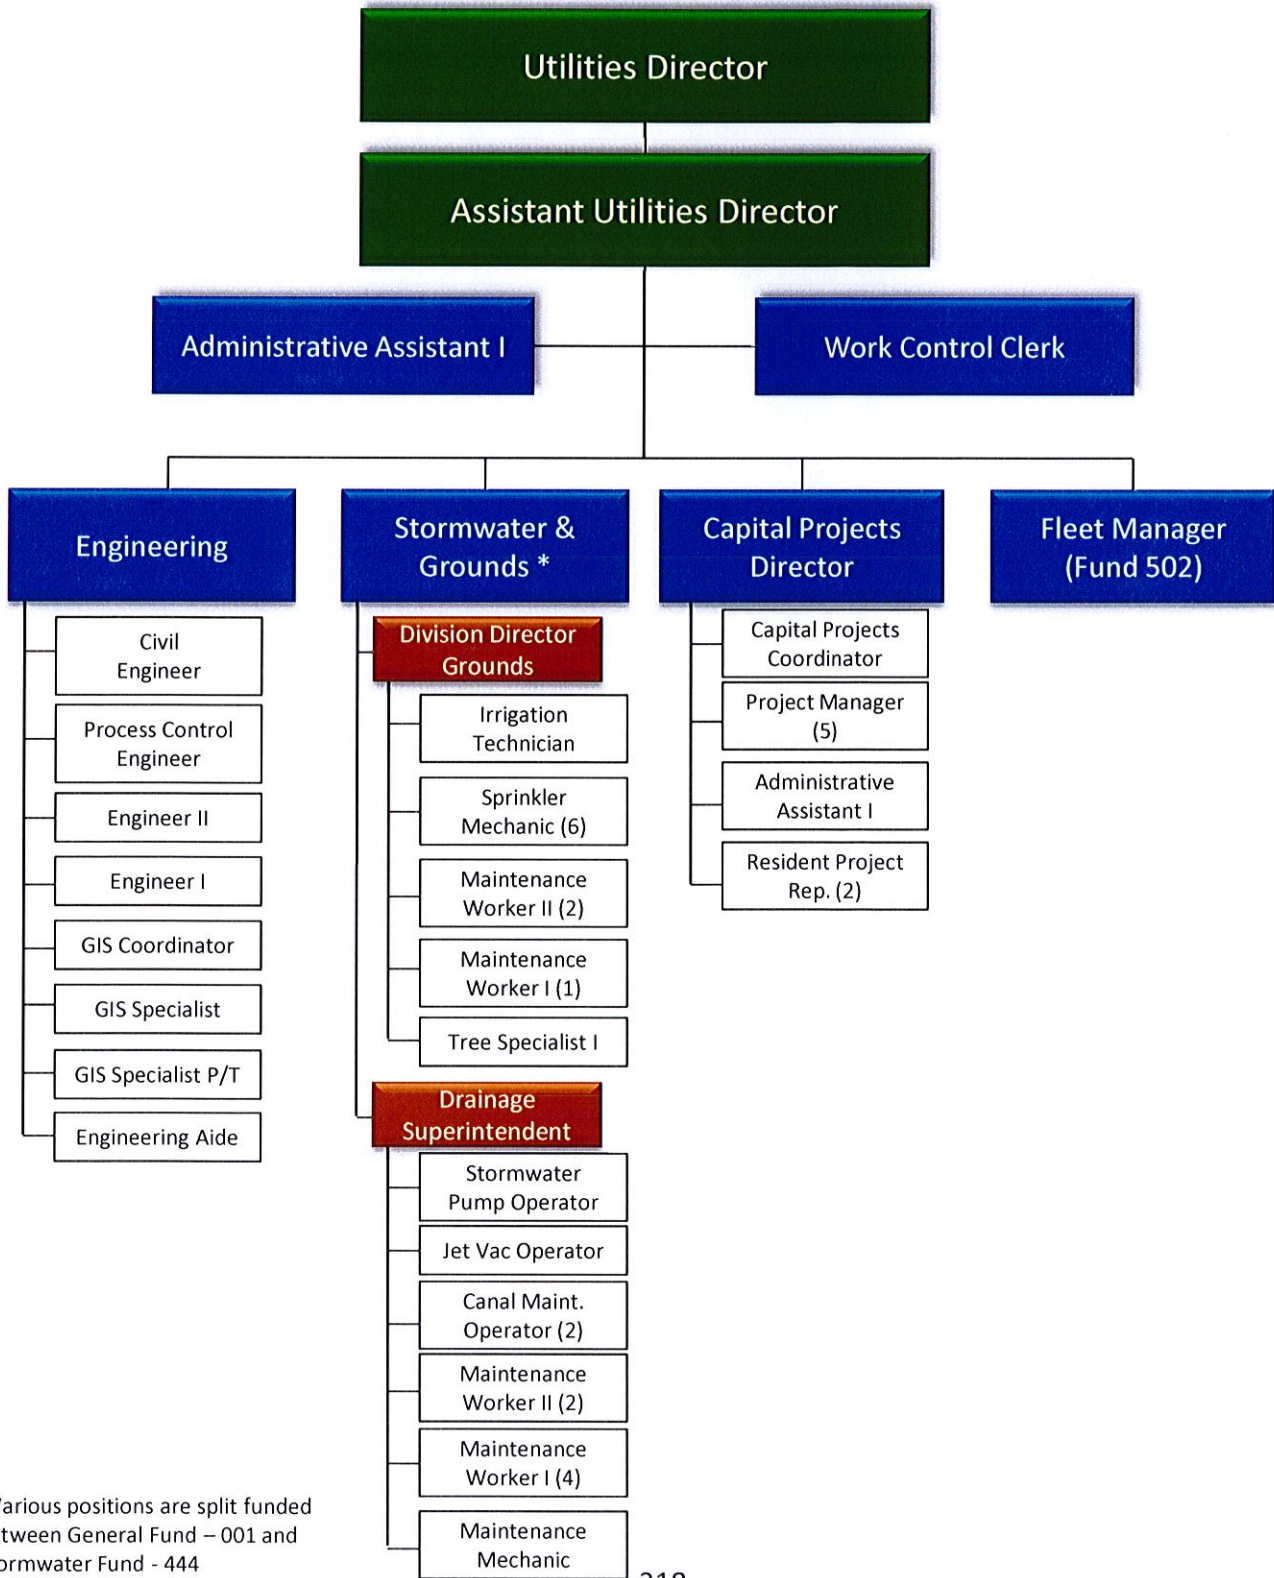 Utilities Director
Assistant Utilities Director
Administrative Assistant I
Work Control Clerk
Engineering
Civil
Engineer
Process Control
Engineer
Engineer II
Engineer I
GIS Coordinator
GIS Specialist
GIS Specialist P/T
Engineering Aide
Stormwater &
Grounds *
Division Director
Grounds
Irrigation
Technician
Sprinkler
Mechanic (6)
Maintenance
Worker II (2)
Maintenance
Worker I (1)
Tree Specialist I
Drainage
Superintendent
Stormwater
Pump Operator
Jet Vac Operator
Canal Maint.
Operator (2)
Maintenance
Worker II (2)
Maintenance
Worker I (4)
Maintenance
Mechanic
Capital Projects
Director
Capital Projects
Coordinator
Project Manager
(5)
Administrative
Assistant I
Resident Project
Rep. (2)
Fleet Manager
(Fund 502)
Various positions are split funded
tween General Fund – 001 and
ormwater Fund - 444